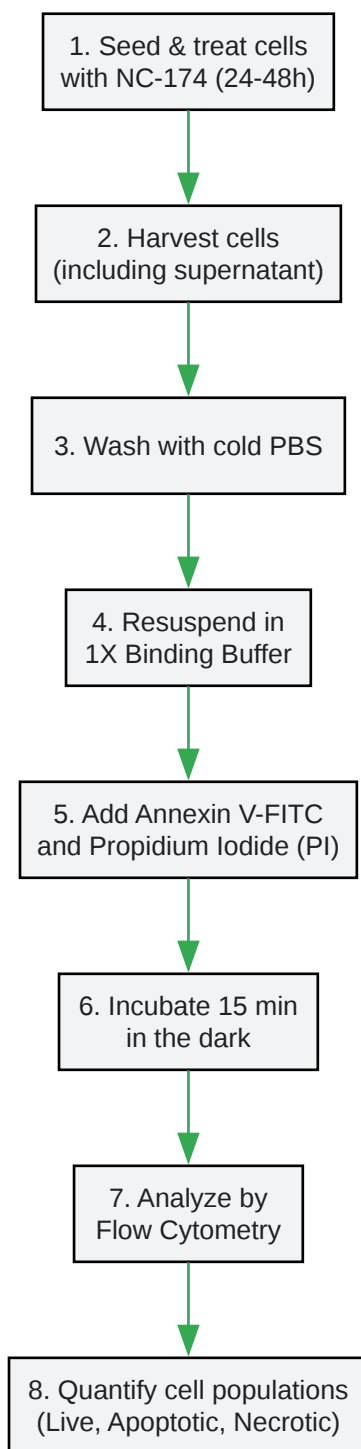 1. Seed & treat cells
with NC-174 (24-48h)
2. Harvest cells
(including supernatant)
3. Wash with cold PBS
4. Resuspend in
1X Binding Buffer
5. Add Annexin V-FITC
and Propidium Iodide (PI)
6. Incubate 15 min
in the dark
7. Analyze by
Flow Cytometry
8. Quantify cell populations
(Live, Apoptotic, Necrotic)